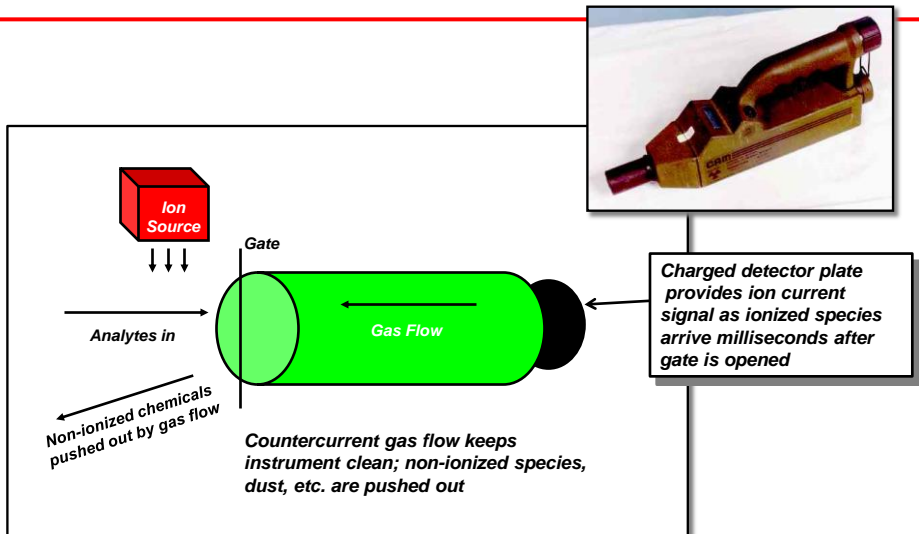 Ion
Source
Gate
Analytes in
Gas Flow
Non-ionized chemicals
pushed out by gas flow
Countercurrent gas flow keeps
instrument clean; non-ionized species,
dust, etc. are pushed out
Charged detector plate
provides ion current
signal as ionized species
arrive milliseconds after
gate is opened
cam